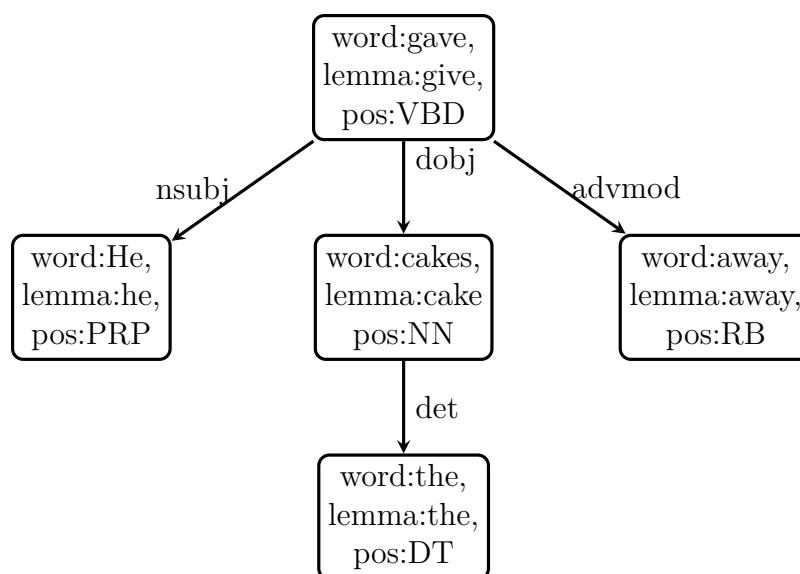 word:gave,
lemma:give,
pos:VBD
nsubj
dobj
advmod
word:He,
lemma:he,
pos:PRP
word:cakes,
lemma:cake
pos:NN
word:away,
lemma:away,
pos:RB
det
word:the,
lemma:the,
pos:DT